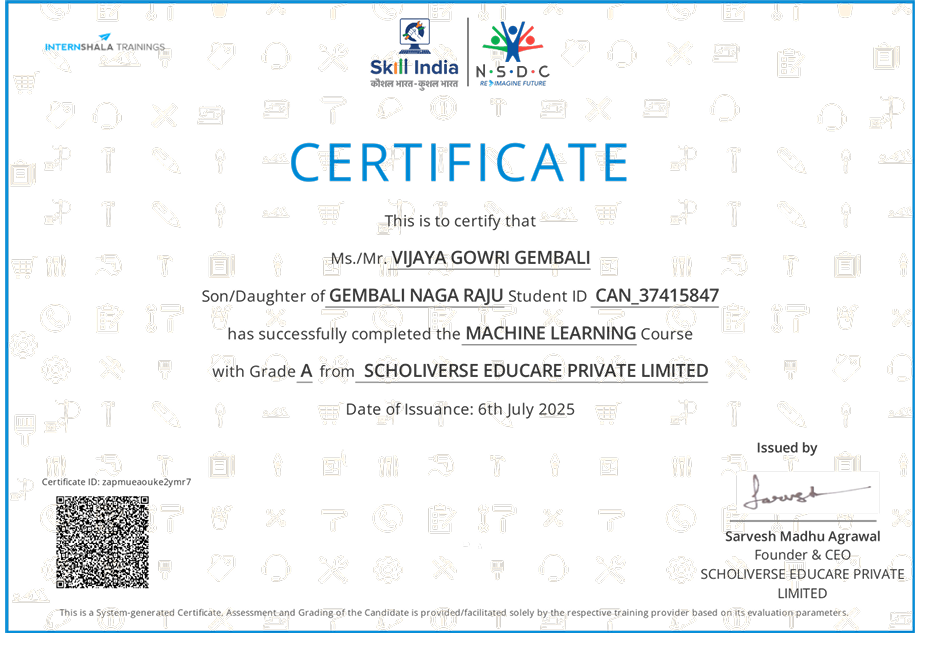 INTERNSHALA TRAININGS
Skill India
कौशल भारत-कुशल भारत
N·S·D·C
RE-IMAGINE FUTURE
CERTIFICATE
This is to certify that
Ms./Mr. VIJAYA GOWRI GEMBALI
Son/Daughter of GEMBALI NAGA RAJU Student ID CAN_37415847
has successfully completed the MACHINE LEARNING Course
with Grade A from SCHOLIVERSE EDUCARE PRIVATE LIMITED
Date of Issuance: 6th July 2025
Issued by
Certificate ID: zapmueaouke2ymr7
Sarvesh
Sarvesh Madhu Agrawal
Founder & CEO
SCHOLIVERSE EDUCARE PRIVATE
LIMITED
This is a System-generated Certificate. Assessment and Grading of the Candidate is provided/facilitated solely by the respective training provider based on its evaluation parameters.